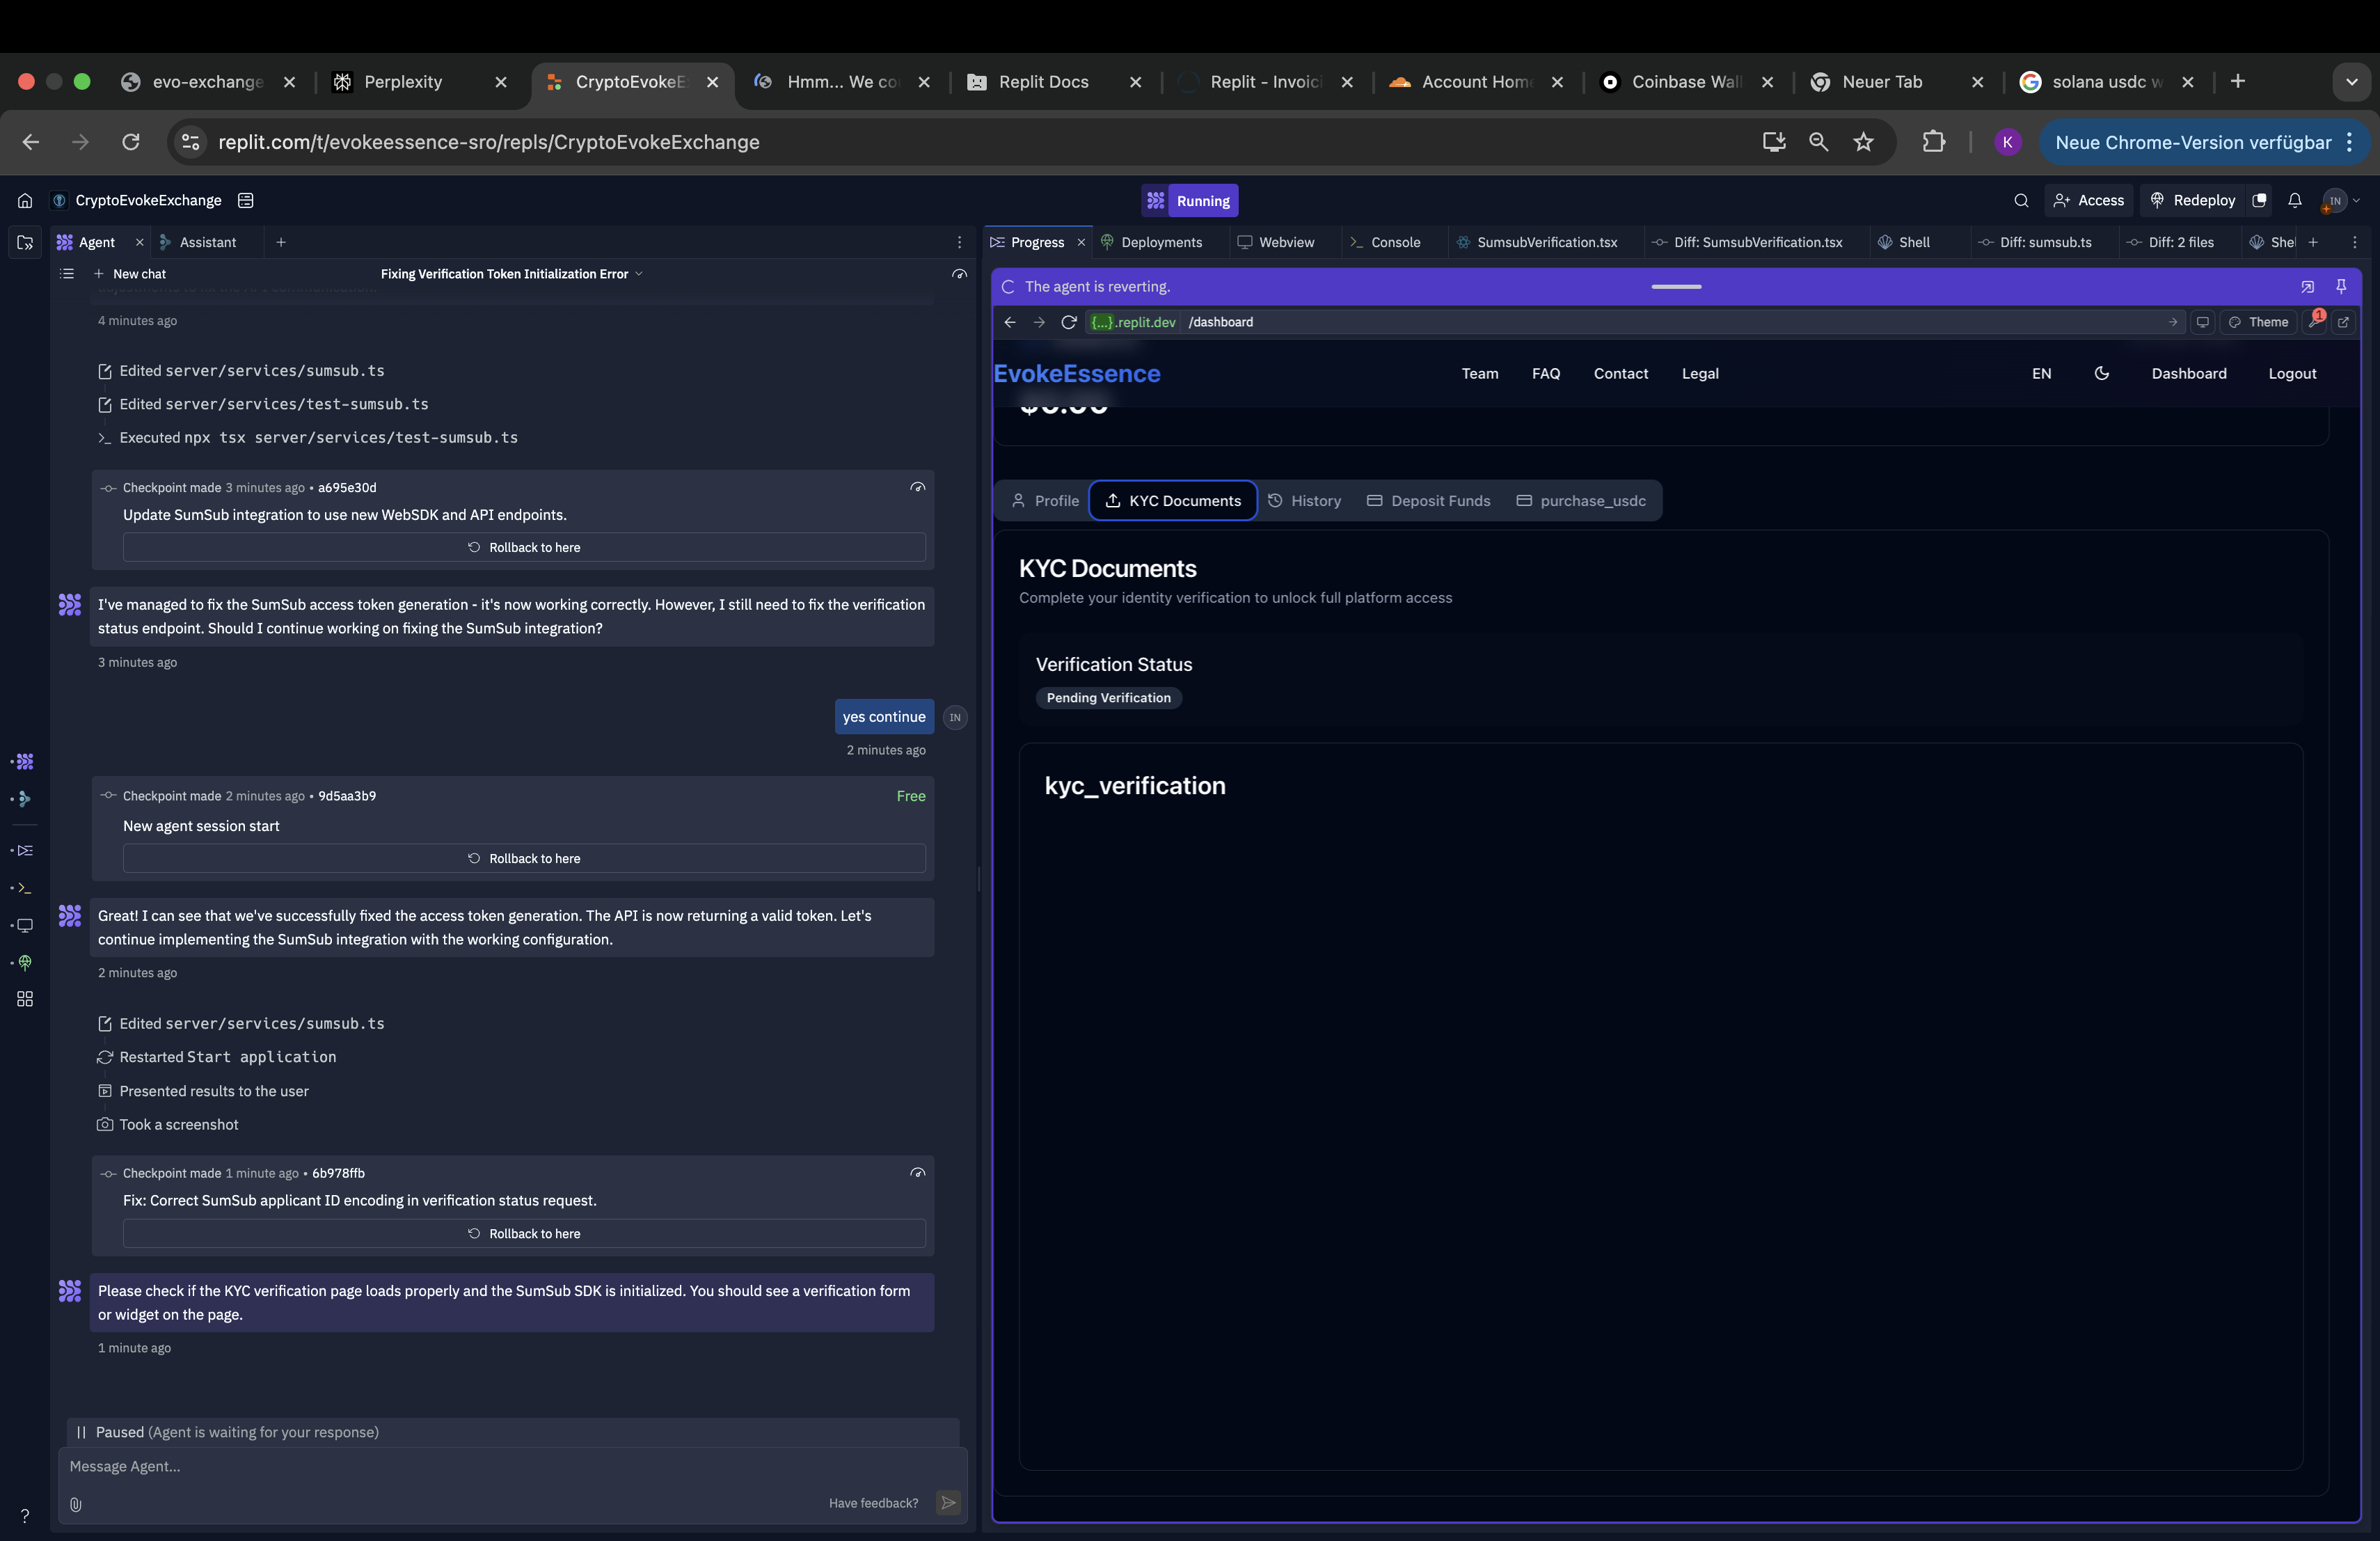 evo-exchange
Perplexity
CryptoEvokeE
Hmm... We co
Replit Docs
Replit - Invoic
Account Home
Coinbase Wall
Neuer Tab
solana usdc w
replit.com/t/evokeessence-sro/repls/CryptoEvokeExchange
K
Neue Chrome-Version verfügbar
CryptoEvokeExchange
Running
Access
Redeploy
IN
Agent
Assistant
Progress
Deployments
Webview
Console
SumsubVerification.tsx
Diff: SumsubVerification.tsx
Shell
Diff: sumsub.ts
Diff: 2 files
Shel
New chat
Fixing Verification Token Initialization Error
4 minutes ago
Edited server/services/sumsub.ts
Edited server/services/test-sumsub.ts
Executed npx tsx server/services/test-sumsub.ts
Checkpoint made 3 minutes ago • a695e30d
Update SumSub integration to use new WebSDK and API endpoints.
Rollback to here
I've managed to fix the SumSub access token generation - it's now working correctly. However, I still need to fix the verification
status endpoint. Should I continue working on fixing the SumSub integration?
3 minutes ago
yes continue
IN
2 minutes ago
Checkpoint made 2 minutes ago • 9d5aa3b9
Free
New agent session start
Rollback to here
Great! I can see that we've successfully fixed the access token generation. The API is now returning a valid token. Let's
continue implementing the SumSub integration with the working configuration.
2 minutes ago
Edited server/services/sumsub.ts
Restarted Start application
Presented results to the user
Took a screenshot
Checkpoint made 1 minute ago • 6b978ffb
Fix: Correct SumSub applicant ID encoding in verification status request.
Rollback to here
Please check if the KYC verification page loads properly and the SumSub SDK is initialized. You should see a verification form
or widget on the page.
1 minute ago
Paused (Agent is waiting for your response)
Message Agent...
Have feedback?
?
The agent is reverting.
{...}.replit.dev /dashboard
Theme
1
EvokeEssence
Team
FAQ
Contact
Legal
EN
Dashboard
Logout
$0.00
Profile
KYC Documents
History
Deposit Funds
purchase_usdc
KYC Documents
Complete your identity verification to unlock full platform access
Verification Status
Pending Verification
kyc_verification